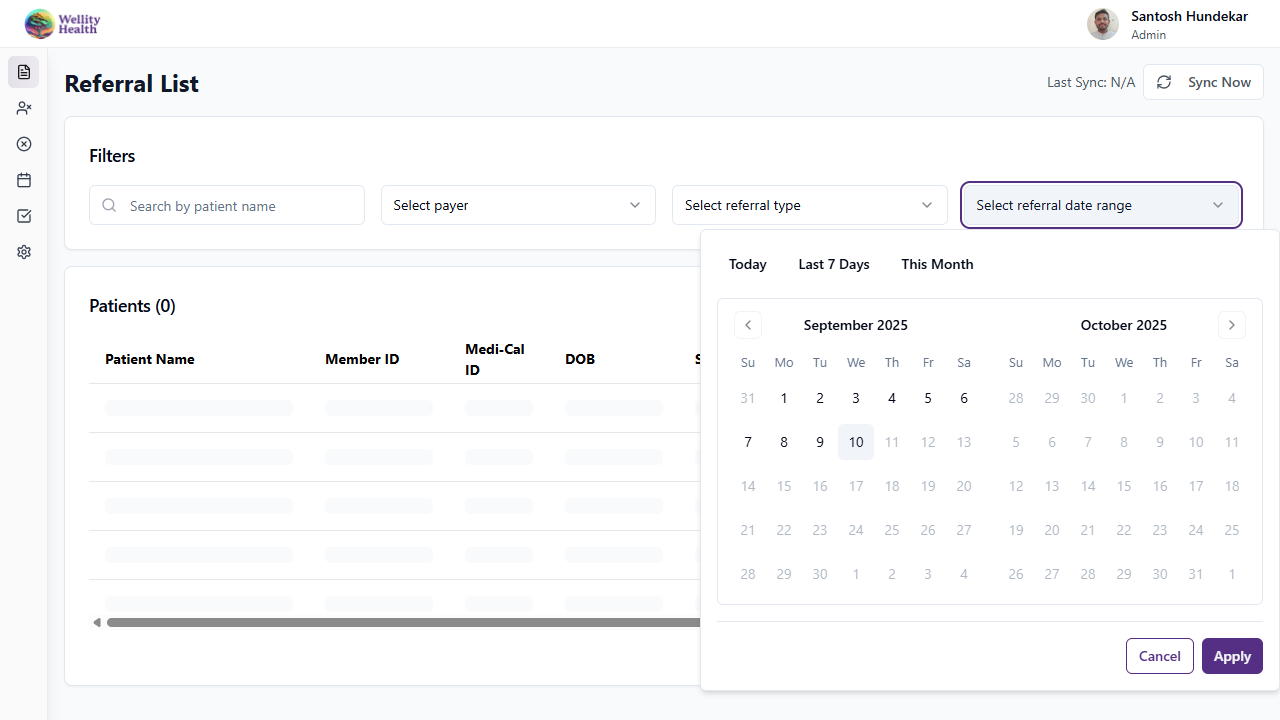 Wellity
Health
Santosh Hundekar
Admin
Referral List
Last Sync: N/A
Sync Now
Filters
Search by patient name
Select payer
Select referral type
Select referral date range
Today
Last 7 Days
This Month
Patients (0)
Patient Name
Member ID
Medi-Cal
ID
DOB
September 2025
Su Mo Tu We Th Fr Sa
31 1 2 3 4 5 6
7 8 9 10 11 12 13
14 15 16 17 18 19 20
21 22 23 24 25 26 27
28 29 30 1 2 3 4
October 2025
Su Mo Tu We Th Fr Sa
28 29 30 1 2 3 4
5 6 7 8 9 10 11
12 13 14 15 16 17 18
19 20 21 22 23 24 25
26 27 28 29 30 31 1
Cancel
Apply